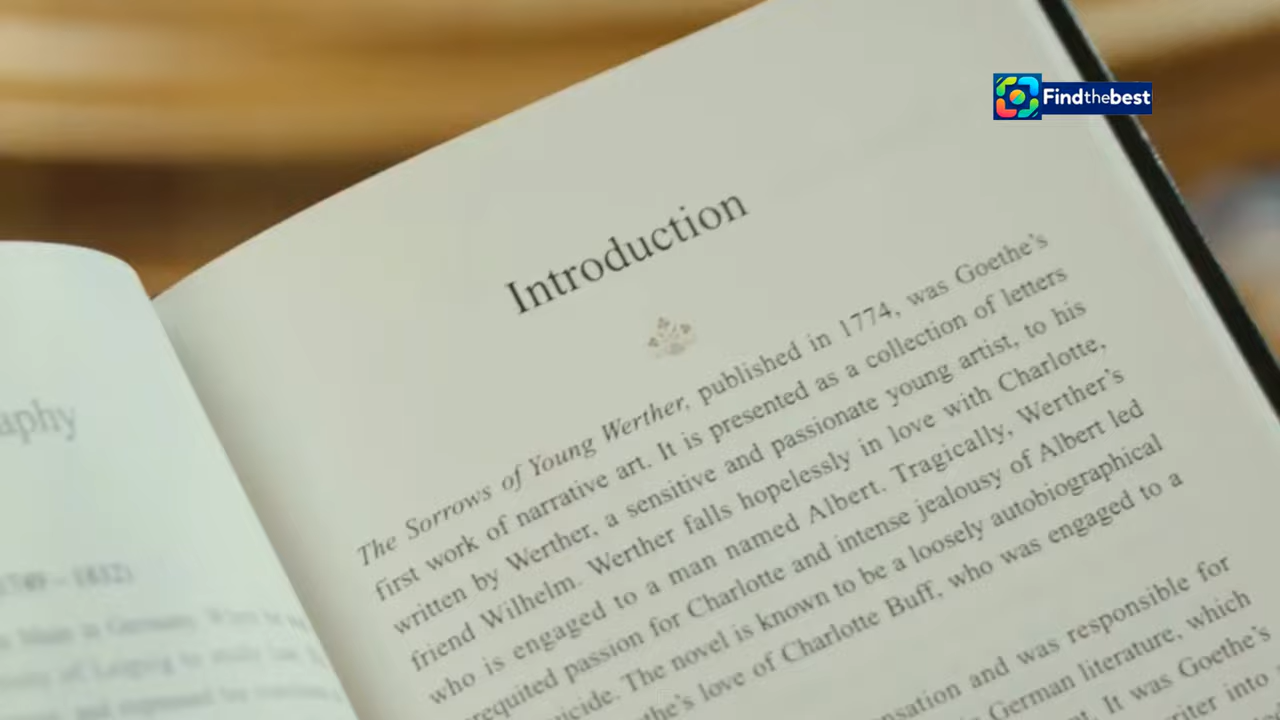 Findthebest
Introduction
The Sorrows of Young Werther, published in 1774, was Goethe's
first work of narrative art. It is presented as a collection of letters
written by Werther, a sensitive and passionate young artist, to his
friend Wilhelm. Werther falls hopelessly in love with Charlotte,
who is engaged to a man named Albert. Tragically, Werther's
requited passion for Charlotte and intense jealousy of Albert led
The novel is known to be a loosely autobiographical
love of Charlotte Buff, who was engaged to a
and was responsible for
German literature, which
It was Goethe's
into
aphy
1832)